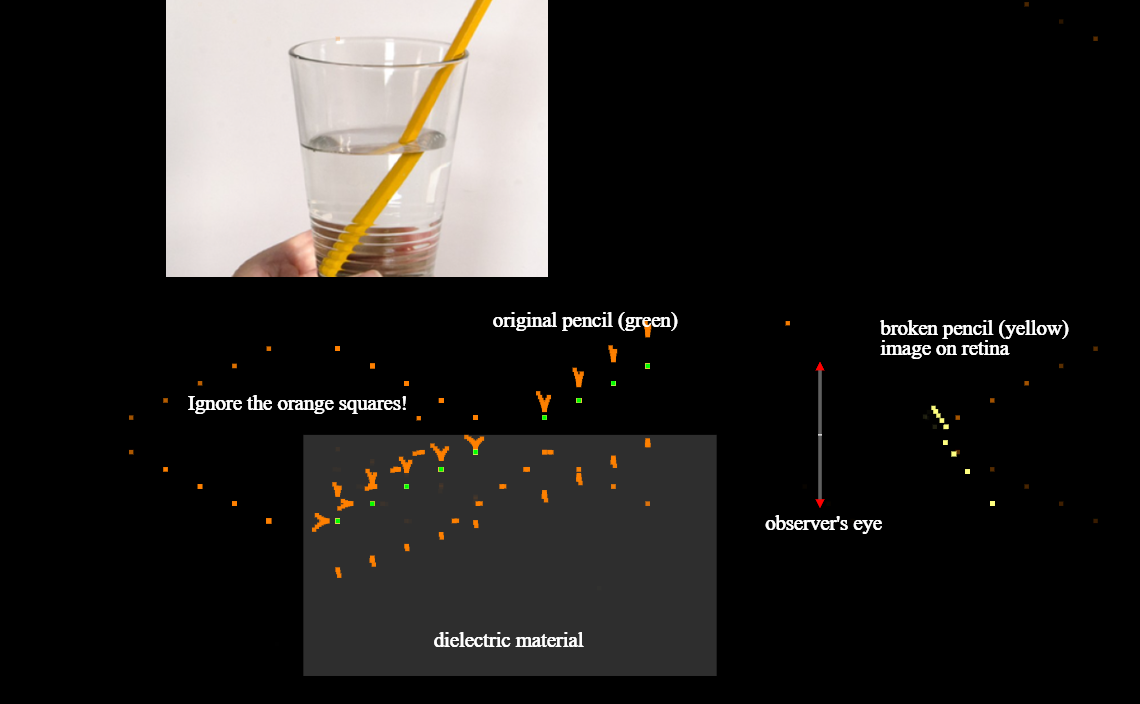 original pencil (green)
broken pencil (yellow)
image on retina
Ignore the orange squares!
observer's eye
dielectric material